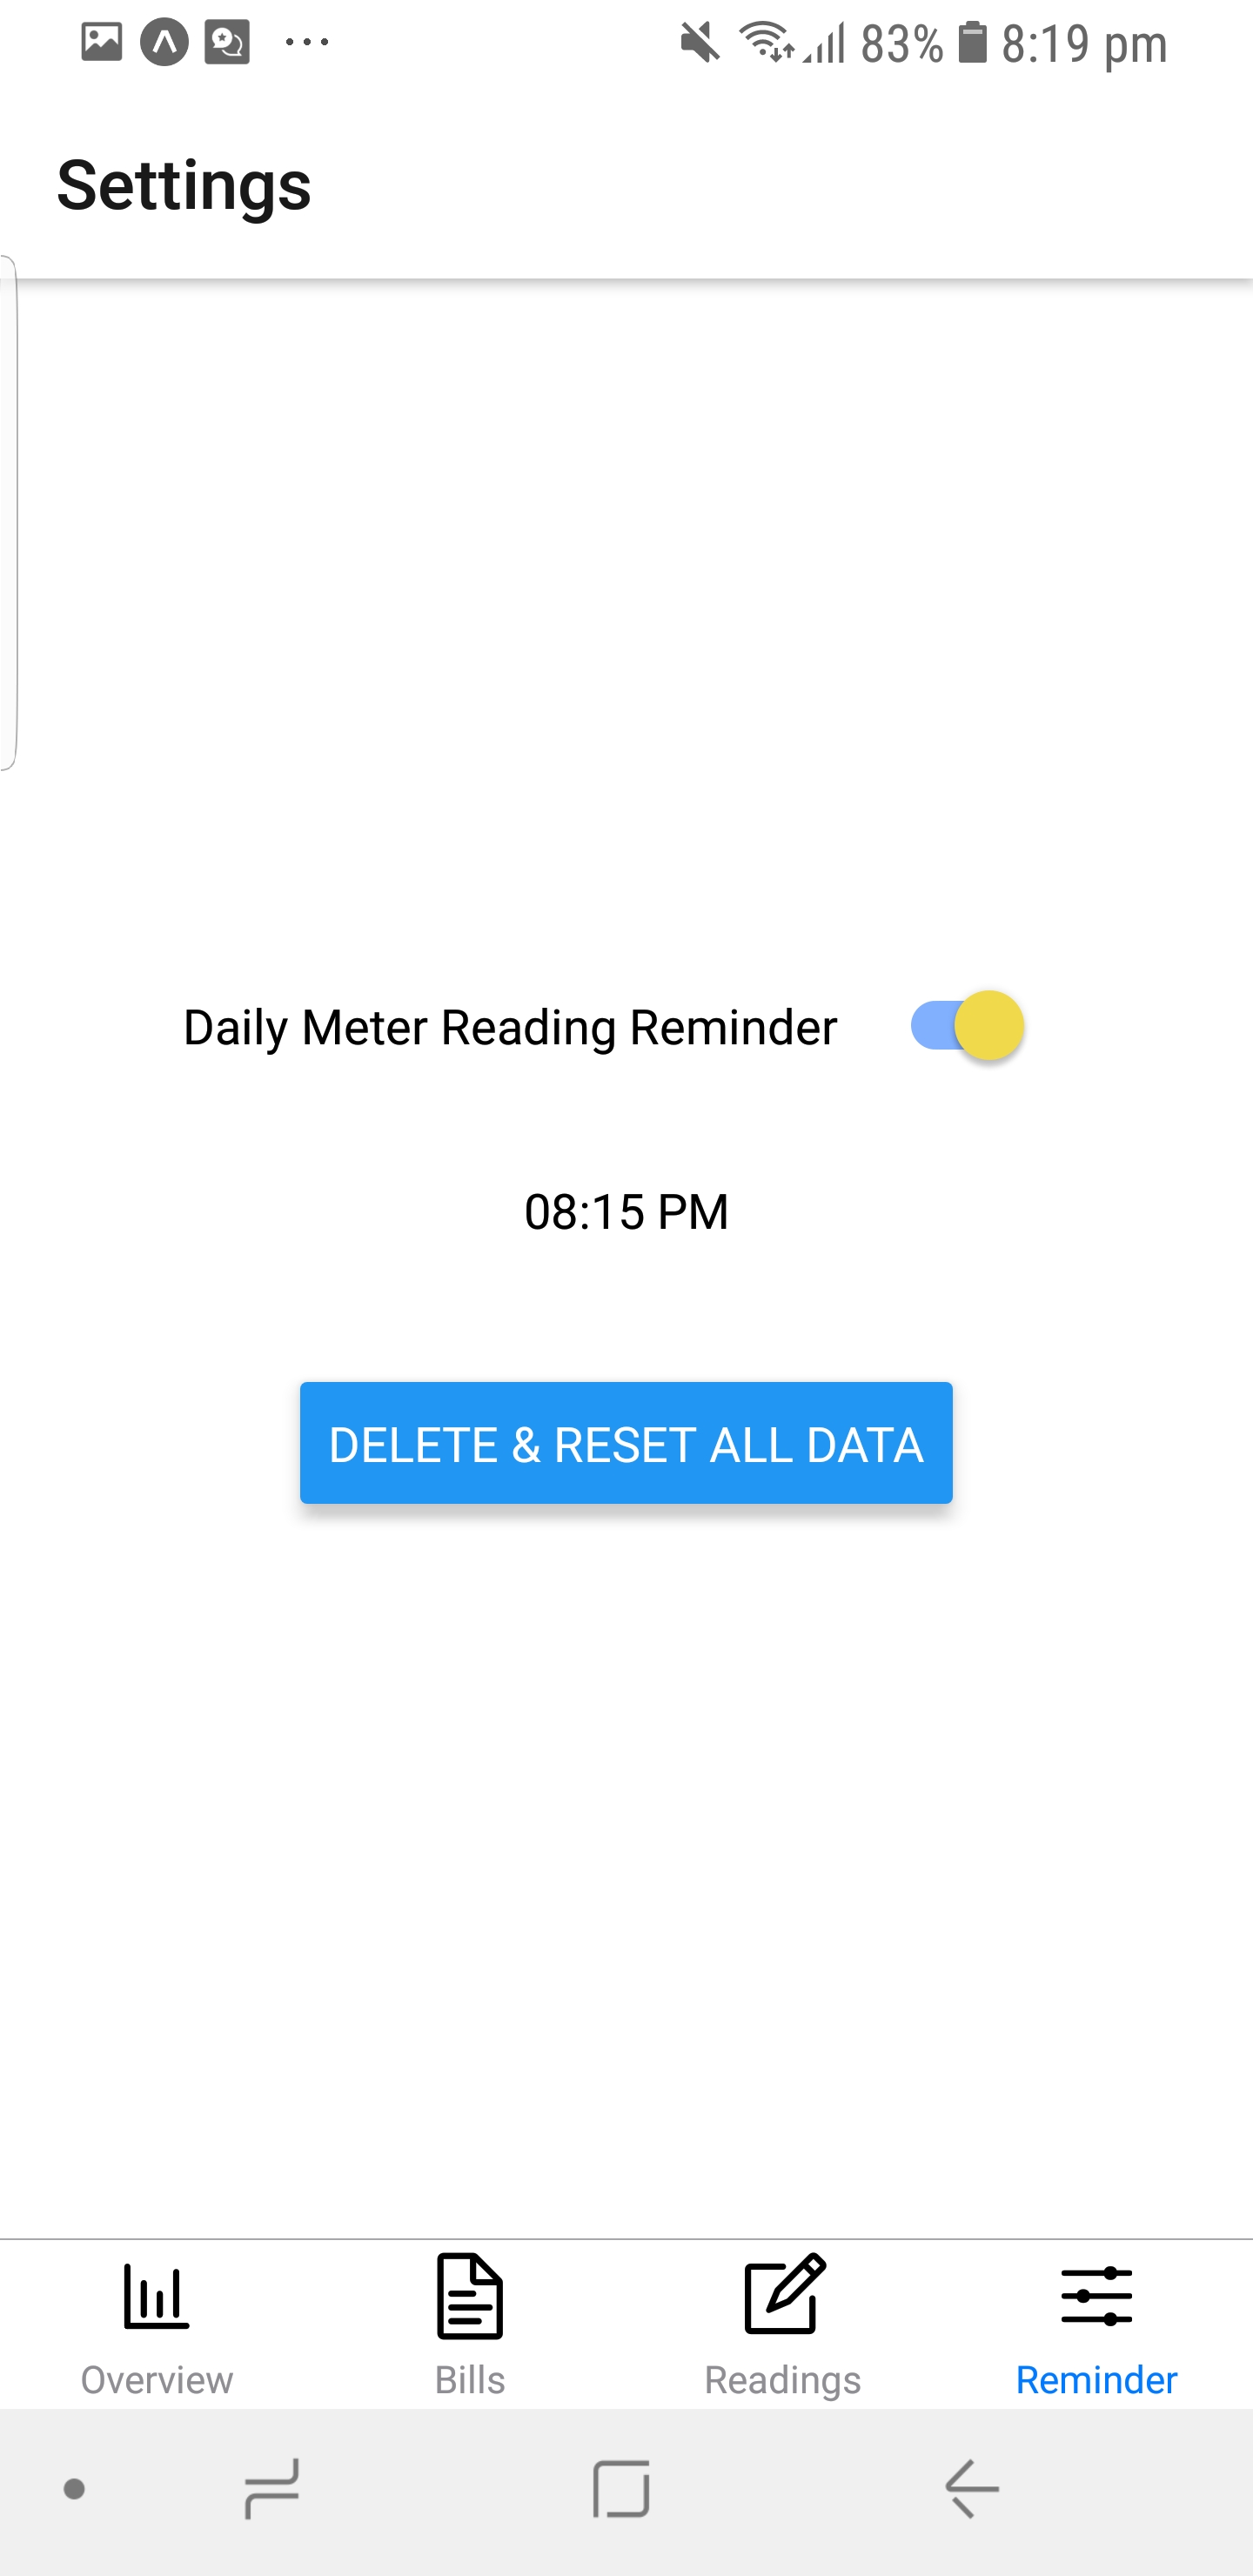 83% 8:19 pm
Settings
Daily Meter Reading Reminder
08:15 PM
DELETE & RESET ALL DATA
Overview Bills Readings Reminder